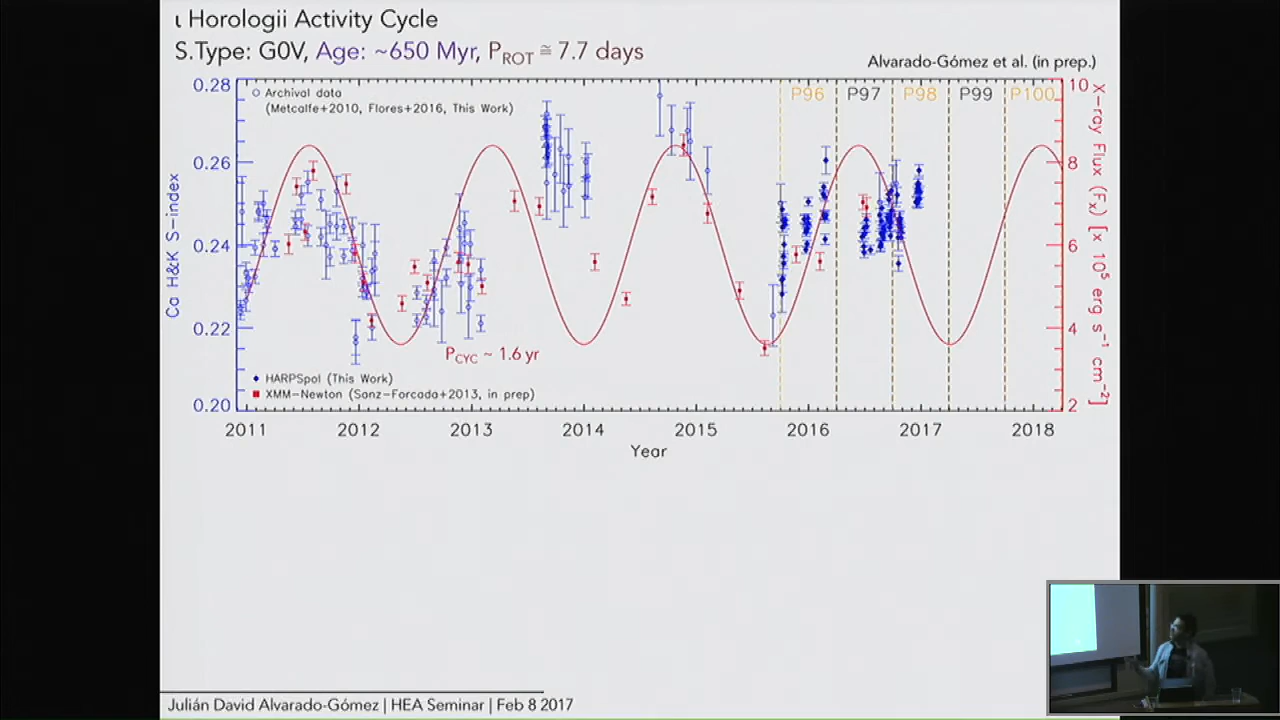 ι Horologii Activity Cycle
S.Type: G0V, Age: ~650 Myr, PROT ≅ 7.7 days
Alvarado-Gómez et al. (in prep.)
0.28
0.26
0.24
0.22
0.20
Ca H&K S-index
Archival data
(Metcalfe+2010, Flores+2016, This Work)
P96
P97
P98
P99
P100
10
8
6
4
2
X-ray Flux (Fx) [x 10⁵ erg s⁻¹ cm⁻²]
PCYC ~ 1.6 yr
HARPSpol (This Work)
XMM-Newton (Sanz-Forcada+2013, in prep)
2011 2012 2013 2014 2015 2016 2017 2018
Year
Julián David Alvarado-Gómez | HEA Seminar | Feb 8 2017